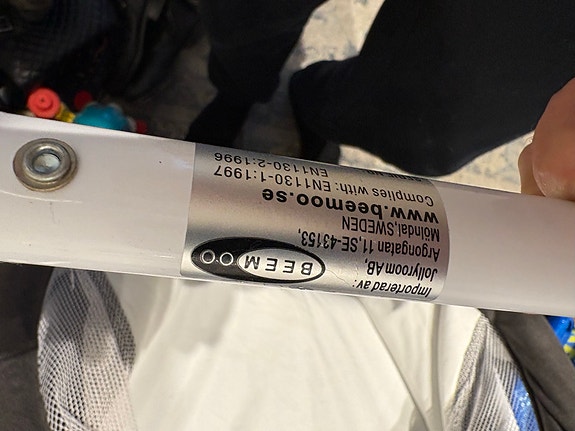 BEEMOO
Importerad av:
Jollyroom AB,
Argongatan 11,SE-43153,
Mölndal,SWEDEN
www.beemoo.se
Complies with: EN1130-1:1997
EN1130-2:1996